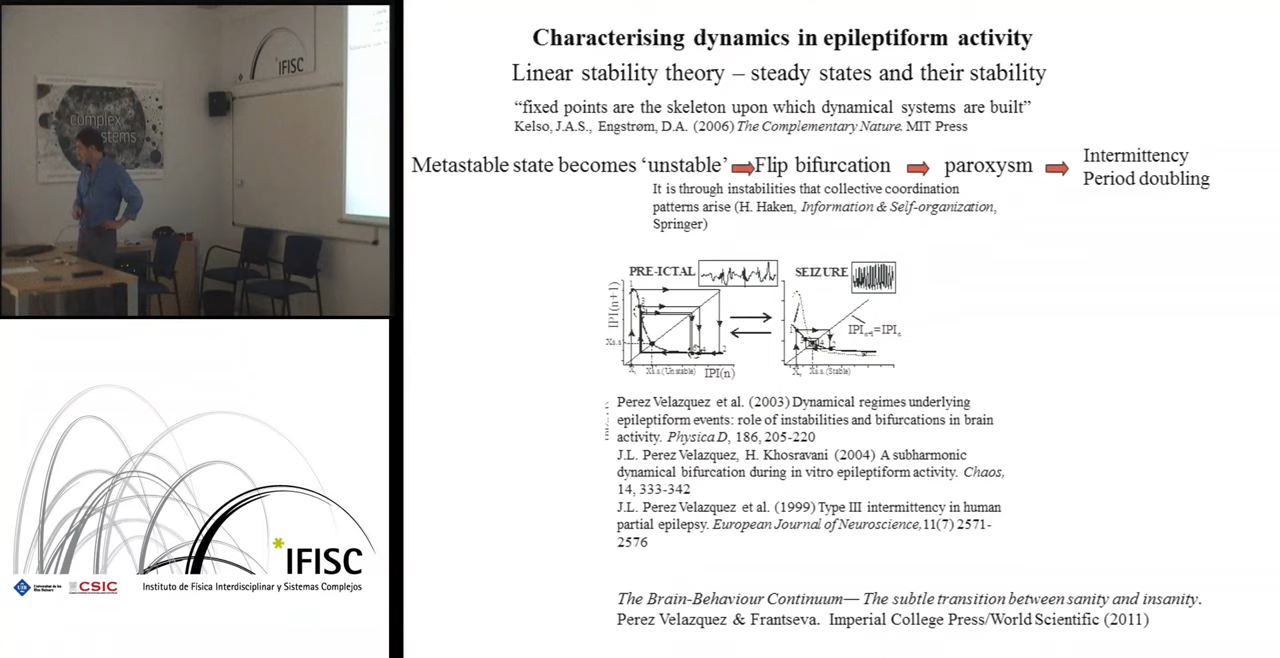 IFISC
complex
stems
Characterising dynamics in epileptiform activity
Linear stability theory – steady states and their stability
“fixed points are the skeleton upon which dynamical systems are built”
Kelso, J.A.S., Engstrøm, D.A. (2006) The Complementary Nature. MIT Press
Metastable state becomes ‘unstable’ Flip bifurcation paroxysm Intermittency
Period doubling
It is through instabilities that collective coordination
patterns arise (H. Haken, Information & Self-organization,
Springer)
PRE-ICTAL SEIZURE
IPI(n+1)
IPIn+1=IPIn
Xs.s
Xs.s.(Unstable) IPI(n)
Xs.s.(Stable)
Perez Velazquez et al. (2003) Dynamical regimes underlying
epileptiform events: role of instabilities and bifurcations in brain
activity. Physica D, 186, 205-220
J.L. Perez Velazquez, H. Khosravani (2004) A subharmonic
dynamical bifurcation during in vitro epileptiform activity. Chaos,
14, 333-342
J.L. Perez Velazquez et al. (1999) Type III intermittency in human
partial epilepsy. European Journal of Neuroscience, 11(7) 2571-
2576
The Brain-Behaviour Continuum— The subtle transition between sanity and insanity.
Perez Velazquez & Frantseva. Imperial College Press/World Scientific (2011)
IFISC
UIB
CSIC
Instituto de Física Interdisciplinar y Sistemas Complejos